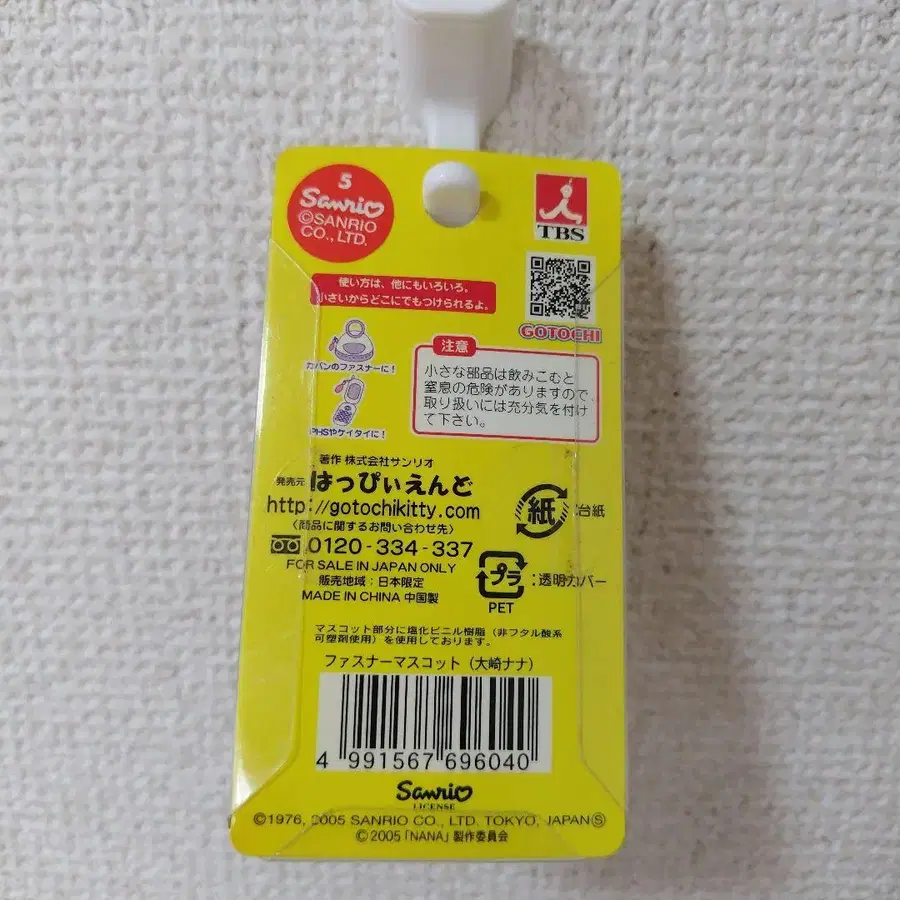 5
Sanrio
©SANRIO
CO., LTD.
TBS
使い方は、他にもいろいろ。
小さいからどこにでもつけられるよ。
GOTOCHI
カバンのファスナーに!
PHSやケイタイに!
注意
小さな部品は飲みこむと
窒息の危険がありますので、
取り扱いには充分気を付け
て下さい。
著作 株式会社サンリオ
発売元 はっぴぃえんど
http://gotochikitty.com
(商品に関するお問い合わせ先)
0120-334-337
FOR SALE IN JAPAN ONLY
販売地域:日本限定
MADE IN CHINA 中国製
紙 :台紙
プラ :透明カバー
PET
マスコット部分に塩化ビニル樹脂(非フタル酸系
可塑剤使用)を使用しております。
ファスナーマスコット(大崎ナナ)
4 991567 696040
Sanrio
LICENSE
©1976, 2005 SANRIO CO., LTD. TOKYO, JAPAN Ⓢ
©2005「NANA」製作委員会